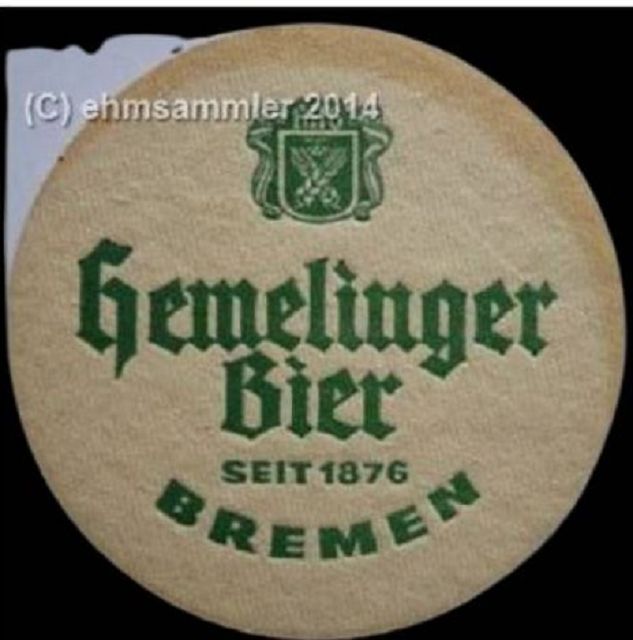 (C) ehmsammler 2014
Hemelinger
Bier
SEIT 1876
BREMEN